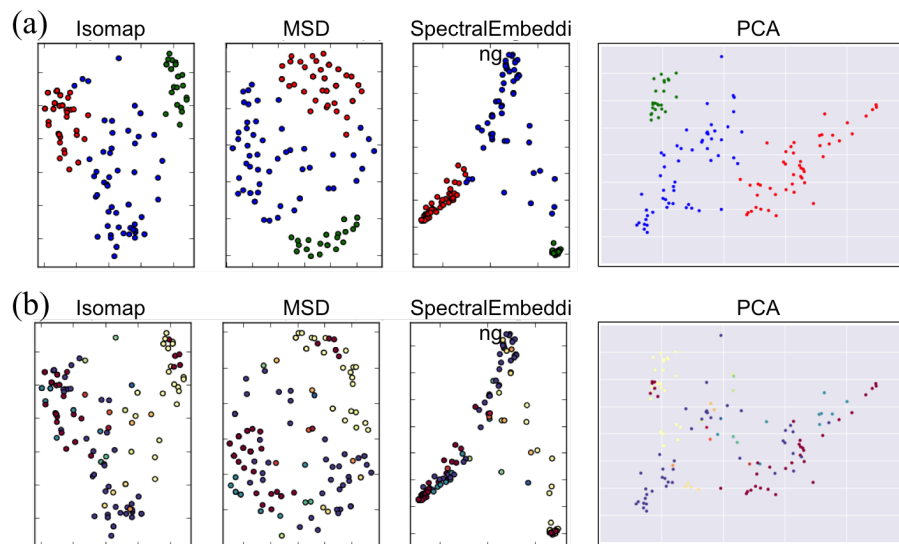 (a)
Isomap
MSD
SpectralEmbeddi
ng
PCA
(b)
Isomap
MSD
SpectralEmbeddi
ng
PCA